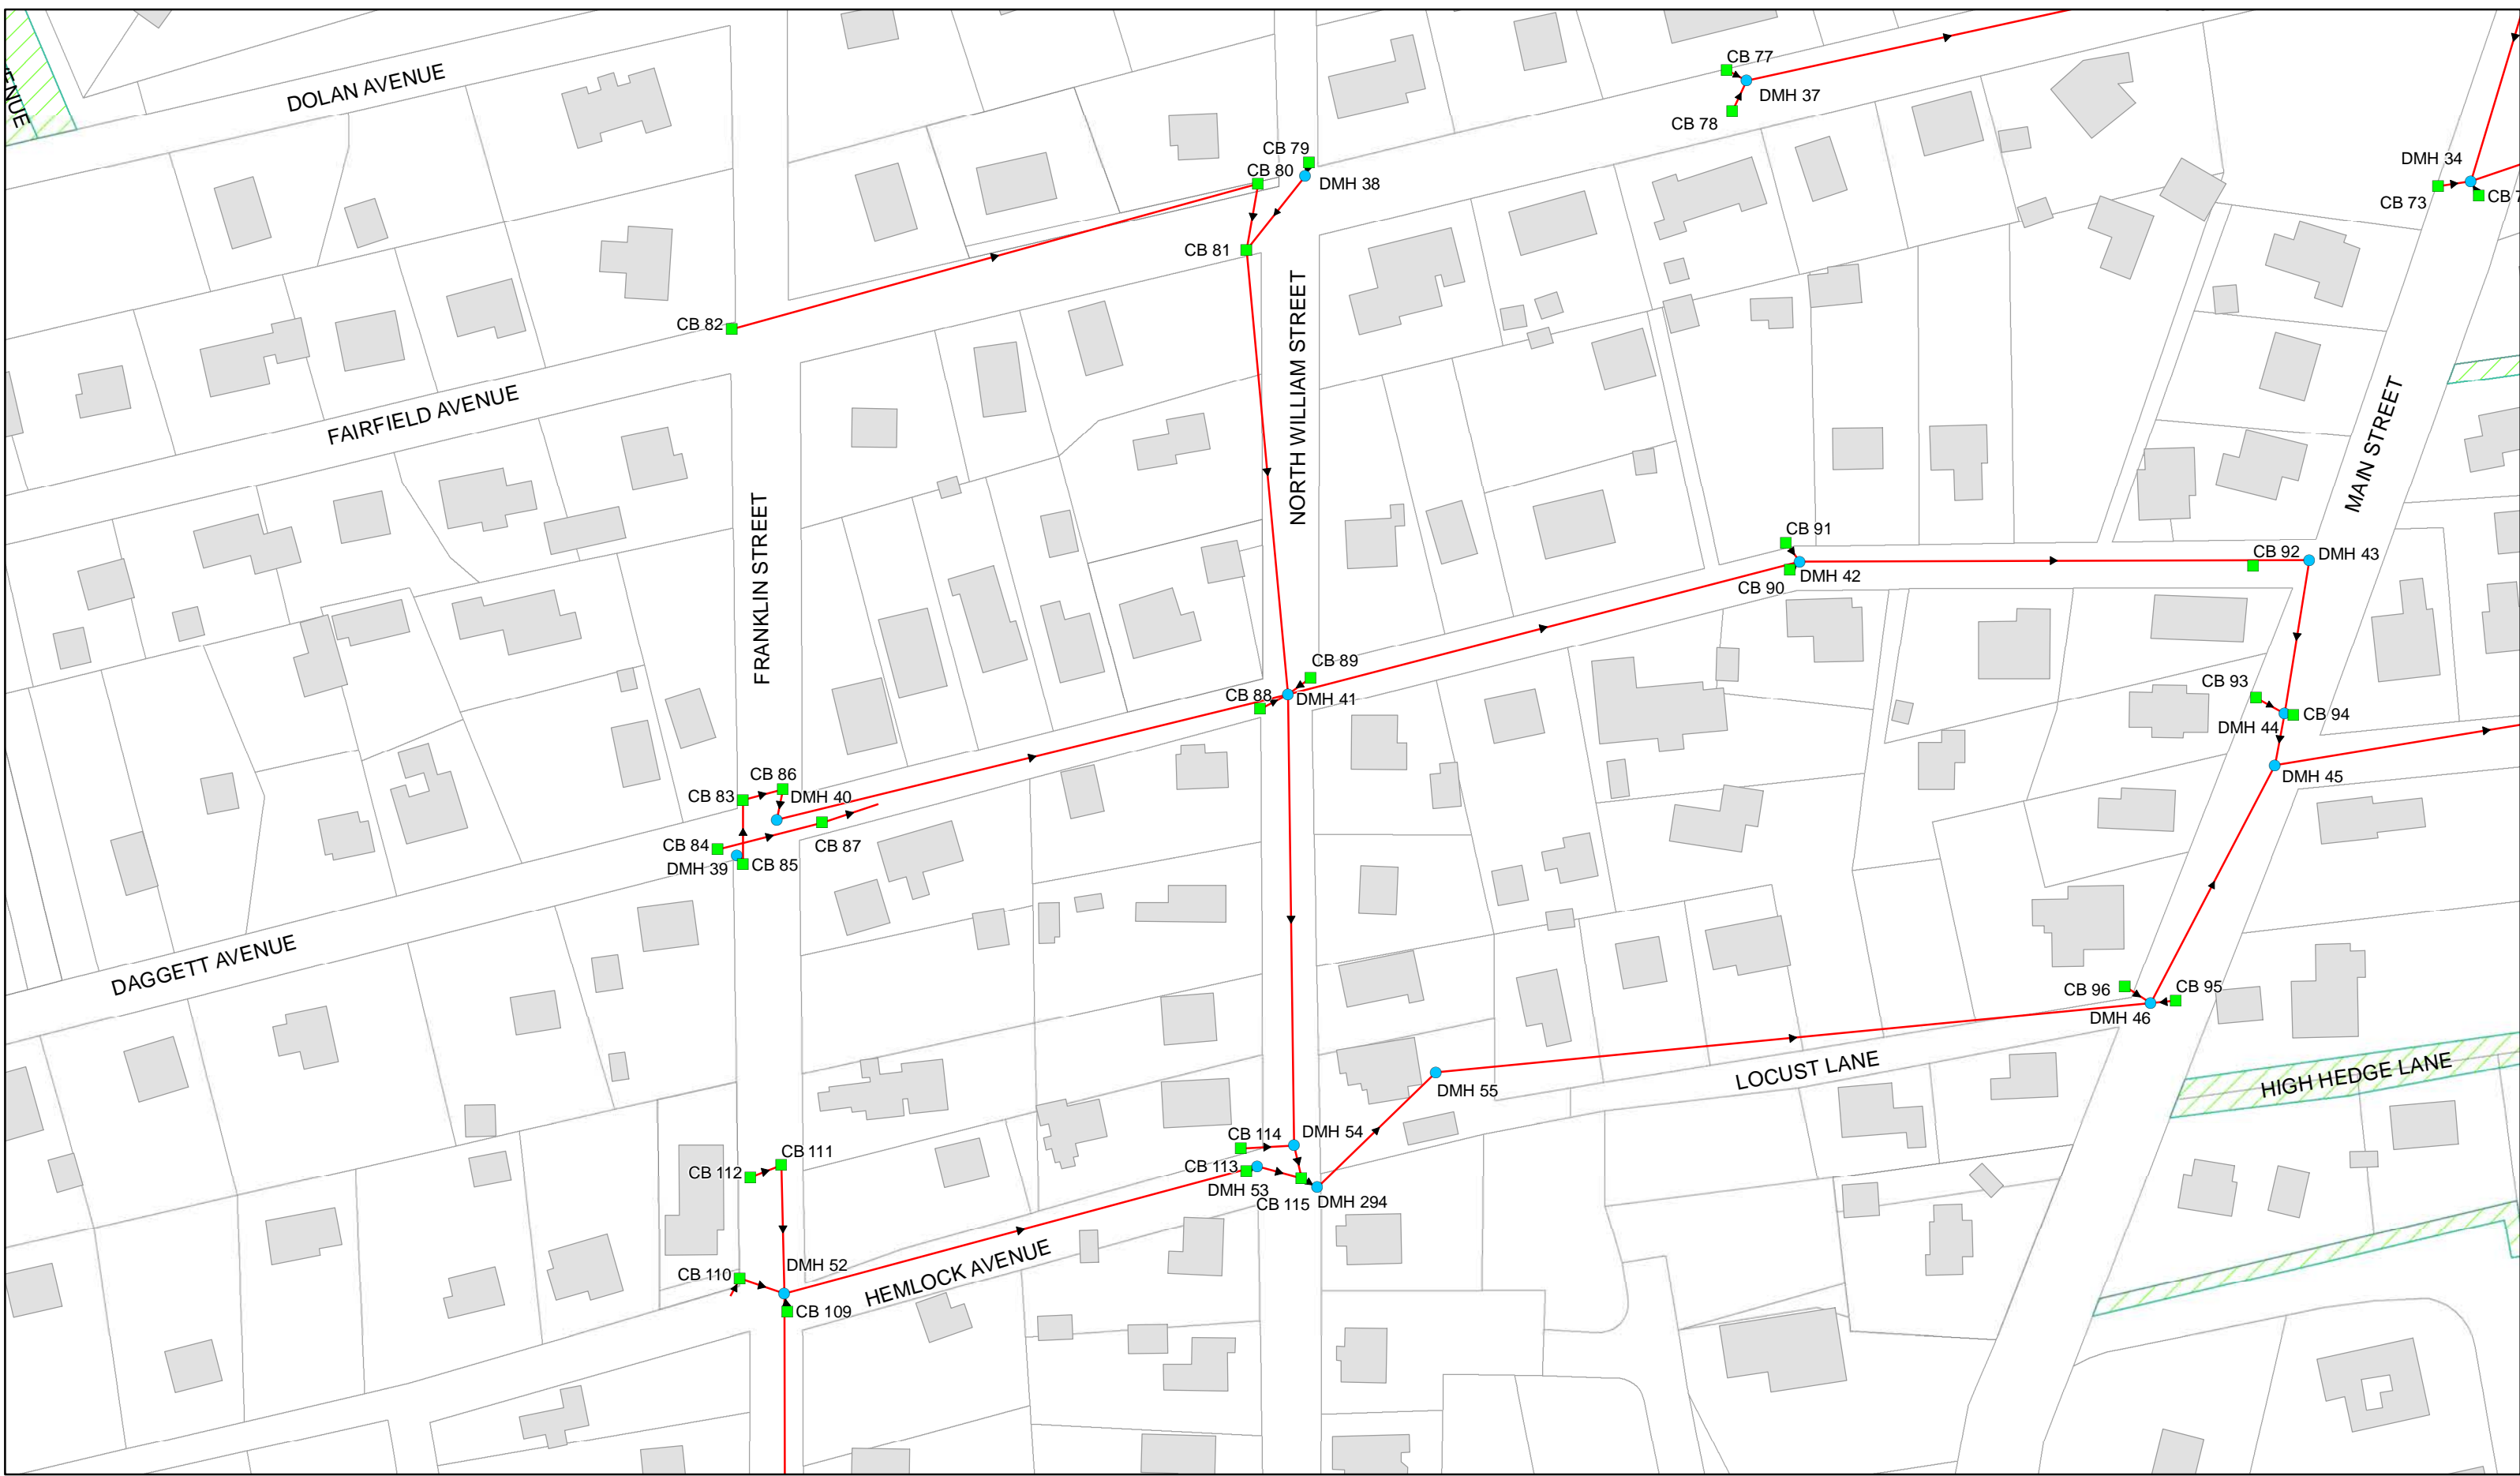 DOLAN AVENUE
ENUE
CB 77
DMH 37
CB 78
CB 79
CB 80
DMH 38
CB 81
DMH 34
CB 73
CB 7
CB 82
FAIRFIELD AVENUE
NORTH WILLIAM STREET
MAIN STREET
FRANKLIN STREET
CB 91
CB 92
DMH 43
DMH 42
CB 90
CB 89
CB 88
DMH 41
CB 93
CB 94
DMH 44
DMH 45
CB 86
CB 83
DMH 40
CB 84
CB 87
DMH 39
CB 85
DAGGETT AVENUE
CB 96
CB 95
DMH 46
LOCUST LANE
HIGH HEDGE LANE
DMH 55
CB 114
DMH 54
CB 111
CB 112
CB 113
DMH 53
CB 115
DMH 294
DMH 52
CB 110
HEMLOCK AVENUE
CB 109